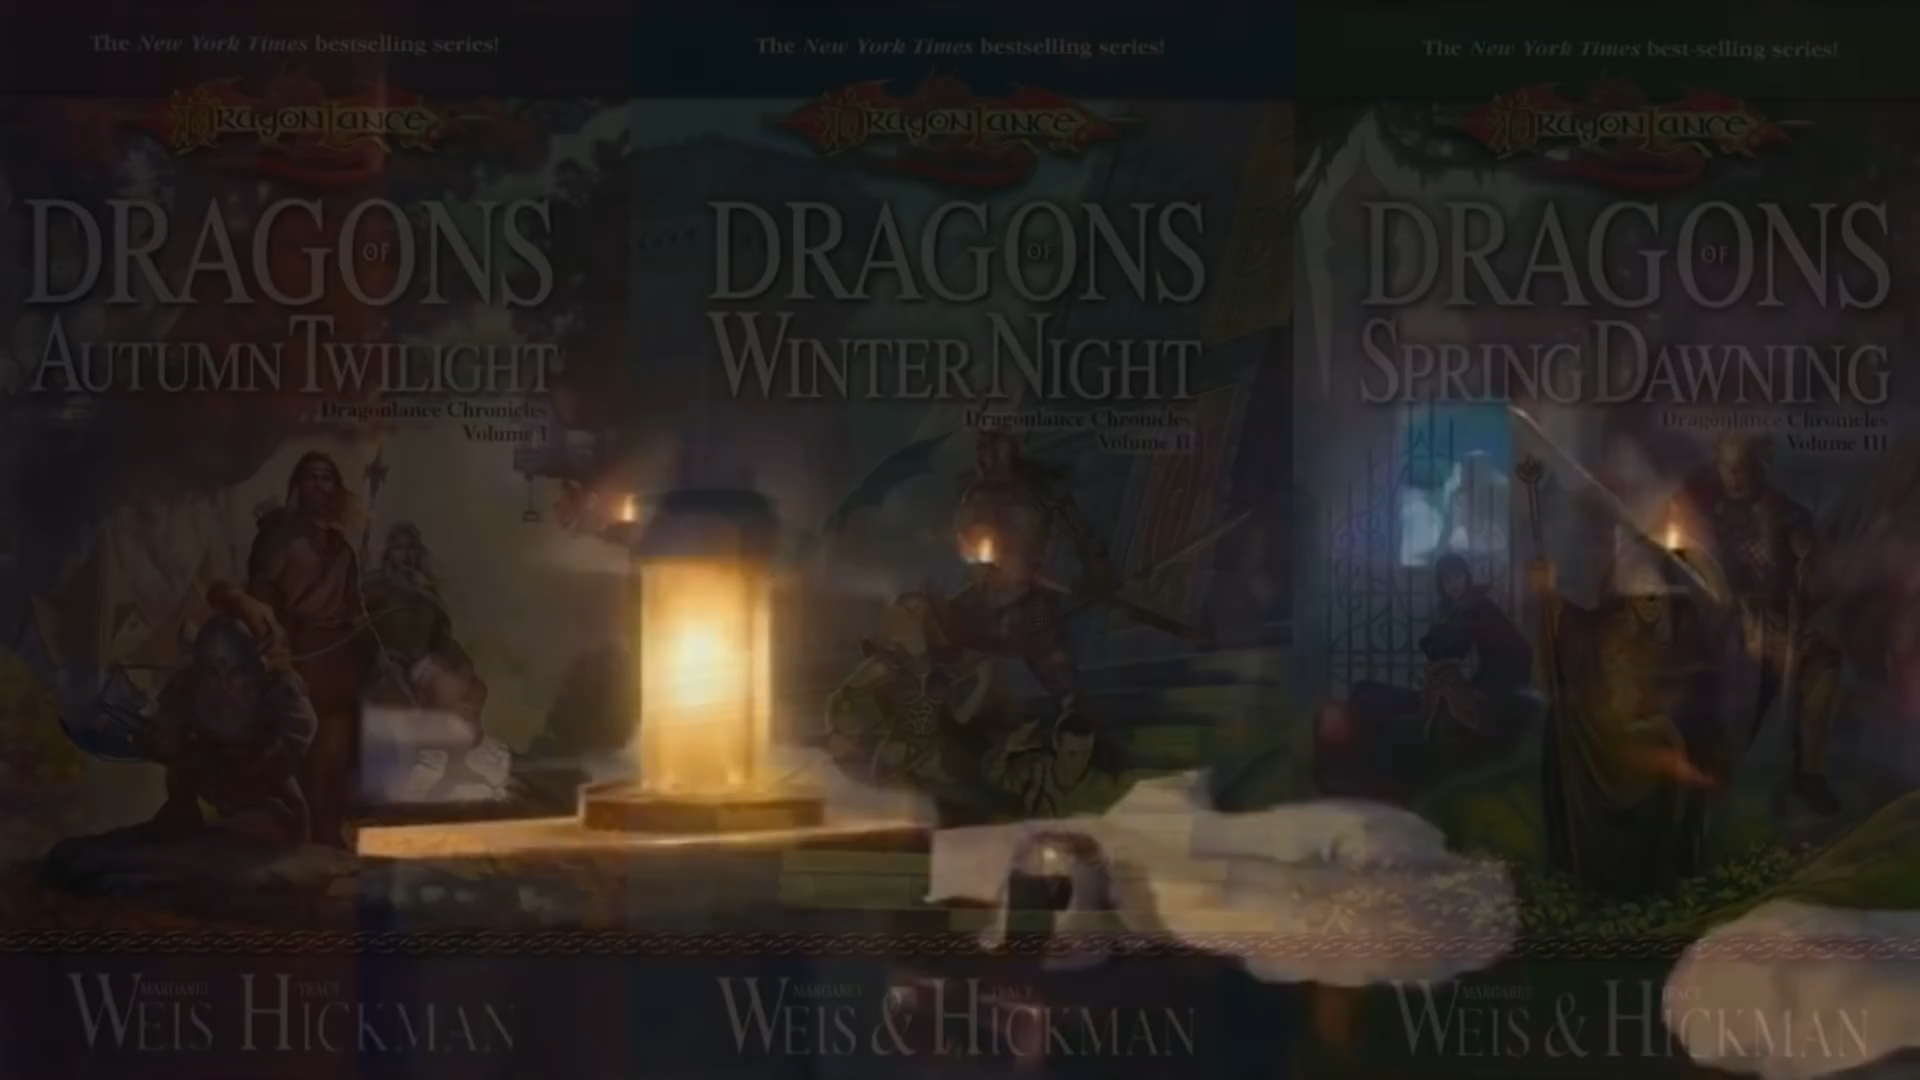 The New York Times bestselling series!
DRAGONLANCE
DRAGONS
OF
AUTUMN TWILIGHT
Dragonlance Chronicles
Volume I
MARGARET TRACY
WEIS HICKMAN
The New York Times bestselling series!
DRAGONLANCE
DRAGONS
OF
WINTER NIGHT
Dragonlance Chronicles
Volume II
MARGARET TRACY
WEIS & HICKMAN
The New York Times best-selling series!
DRAGONLANCE
DRAGONS
OF
SPRING DAWNING
Dragonlance Chronicles
Volume III
MARGARET TRACY
WEIS & HICKMAN